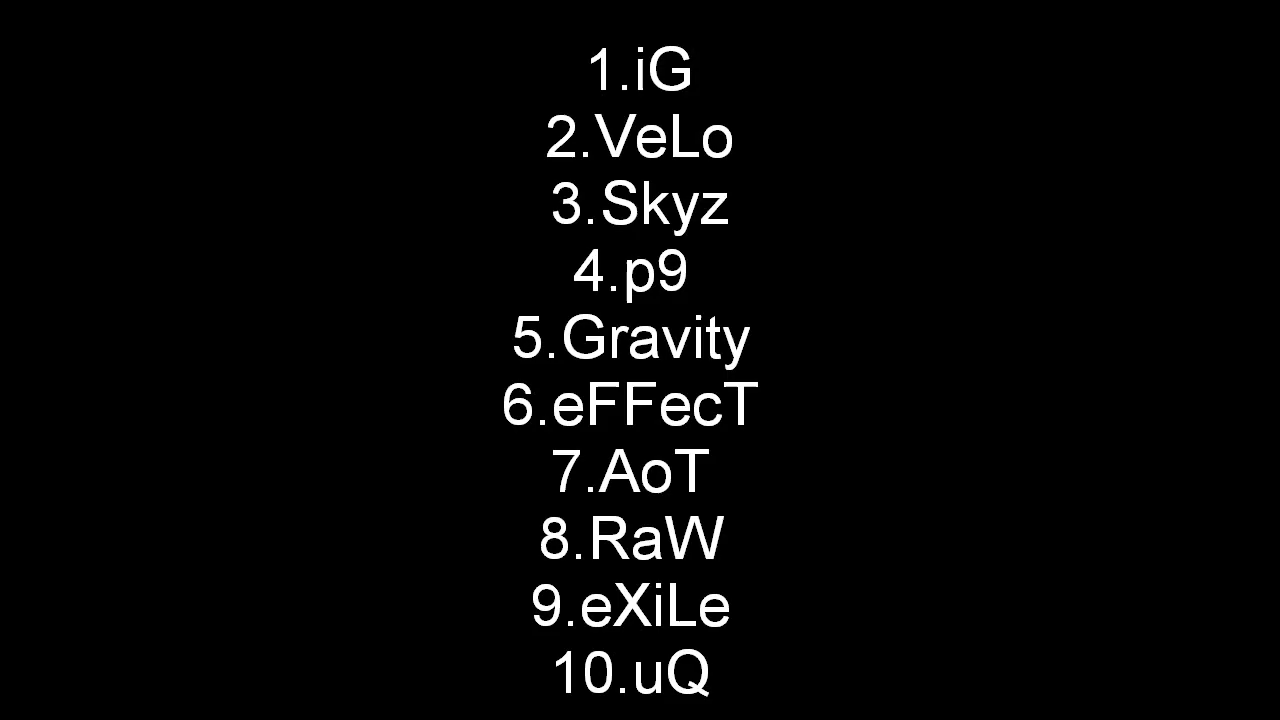 1.iG
2.VeLo
3.Skyz
4.p9
5.Gravity
6.eFFecT
7.AoT
8.RaW
9.eXiLe
10.uQ